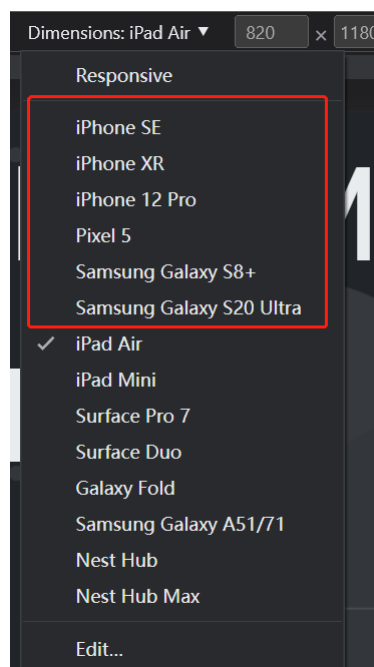 Dimensions: iPad Air ▼ 820 × 1180
Responsive
iPhone SE
iPhone XR
iPhone 12 Pro
Pixel 5
Samsung Galaxy S8+
Samsung Galaxy S20 Ultra
✓ iPad Air
iPad Mini
Surface Pro 7
Surface Duo
Galaxy Fold
Samsung Galaxy A51/71
Nest Hub
Nest Hub Max
Edit...